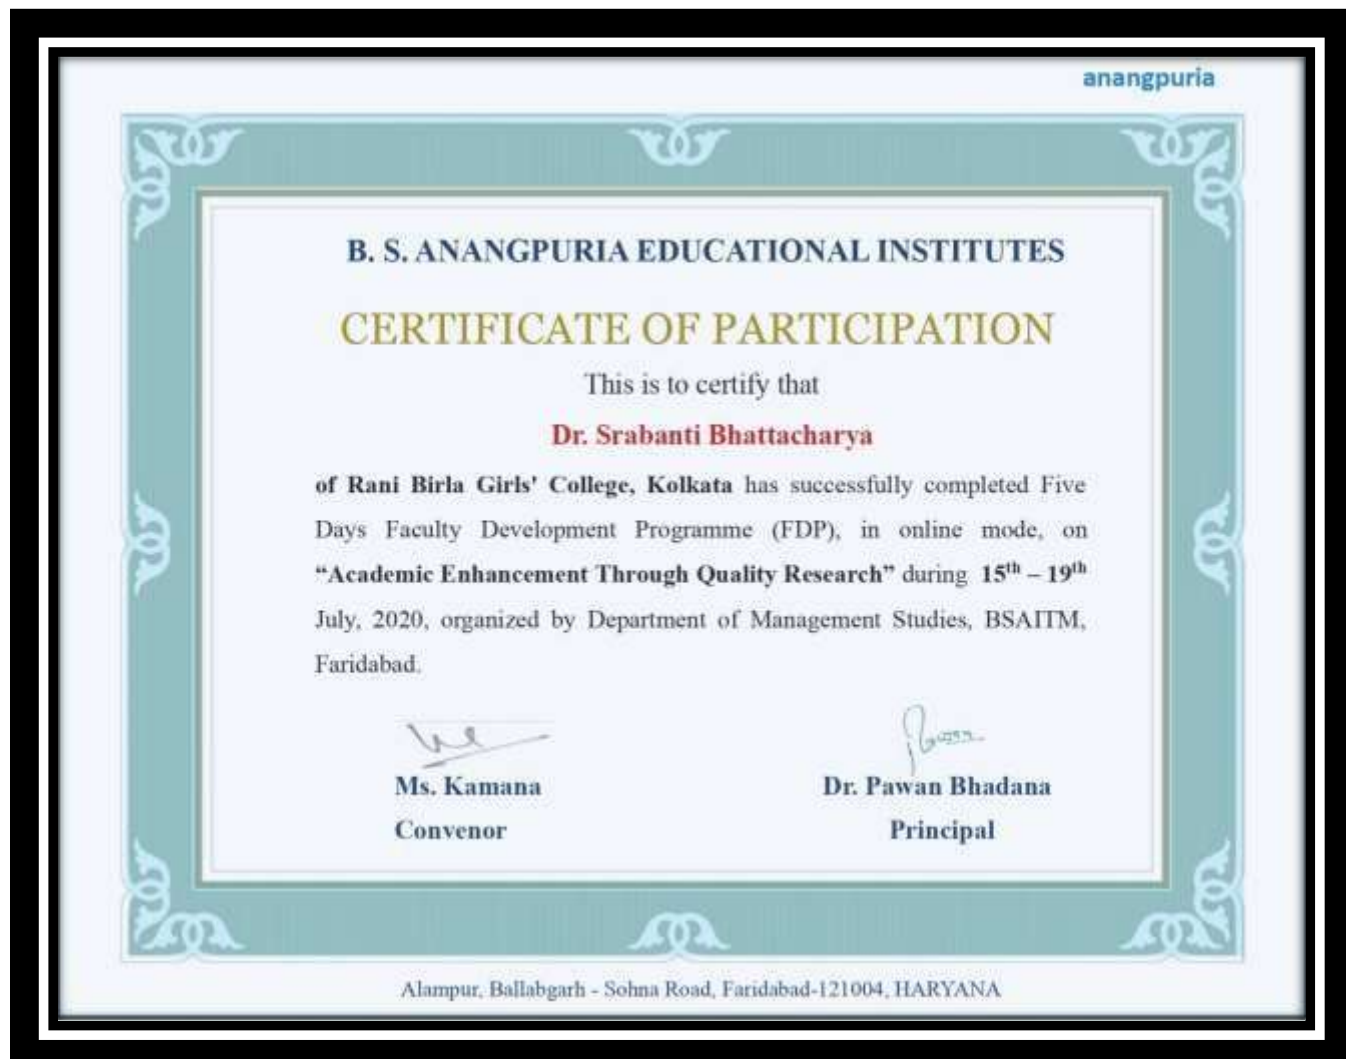 anangpuria
B. S. ANANGPURIA EDUCATIONAL INSTITUTES
CERTIFICATE OF PARTICIPATION
This is to certify that
Dr. Srabanti Bhattacharya
of Rani Birla Girls' College, Kolkata has successfully completed Five
Days Faculty Development Programme (FDP), in online mode, on
“Academic Enhancement Through Quality Research” during 15th – 19th
July, 2020, organized by Department of Management Studies, BSAITM,
Faridabad.
Ms. Kamana Dr. Pawan Bhadana
Convenor Principal
Alampur, Ballabgarh - Sohna Road, Faridabad-121004, HARYANA